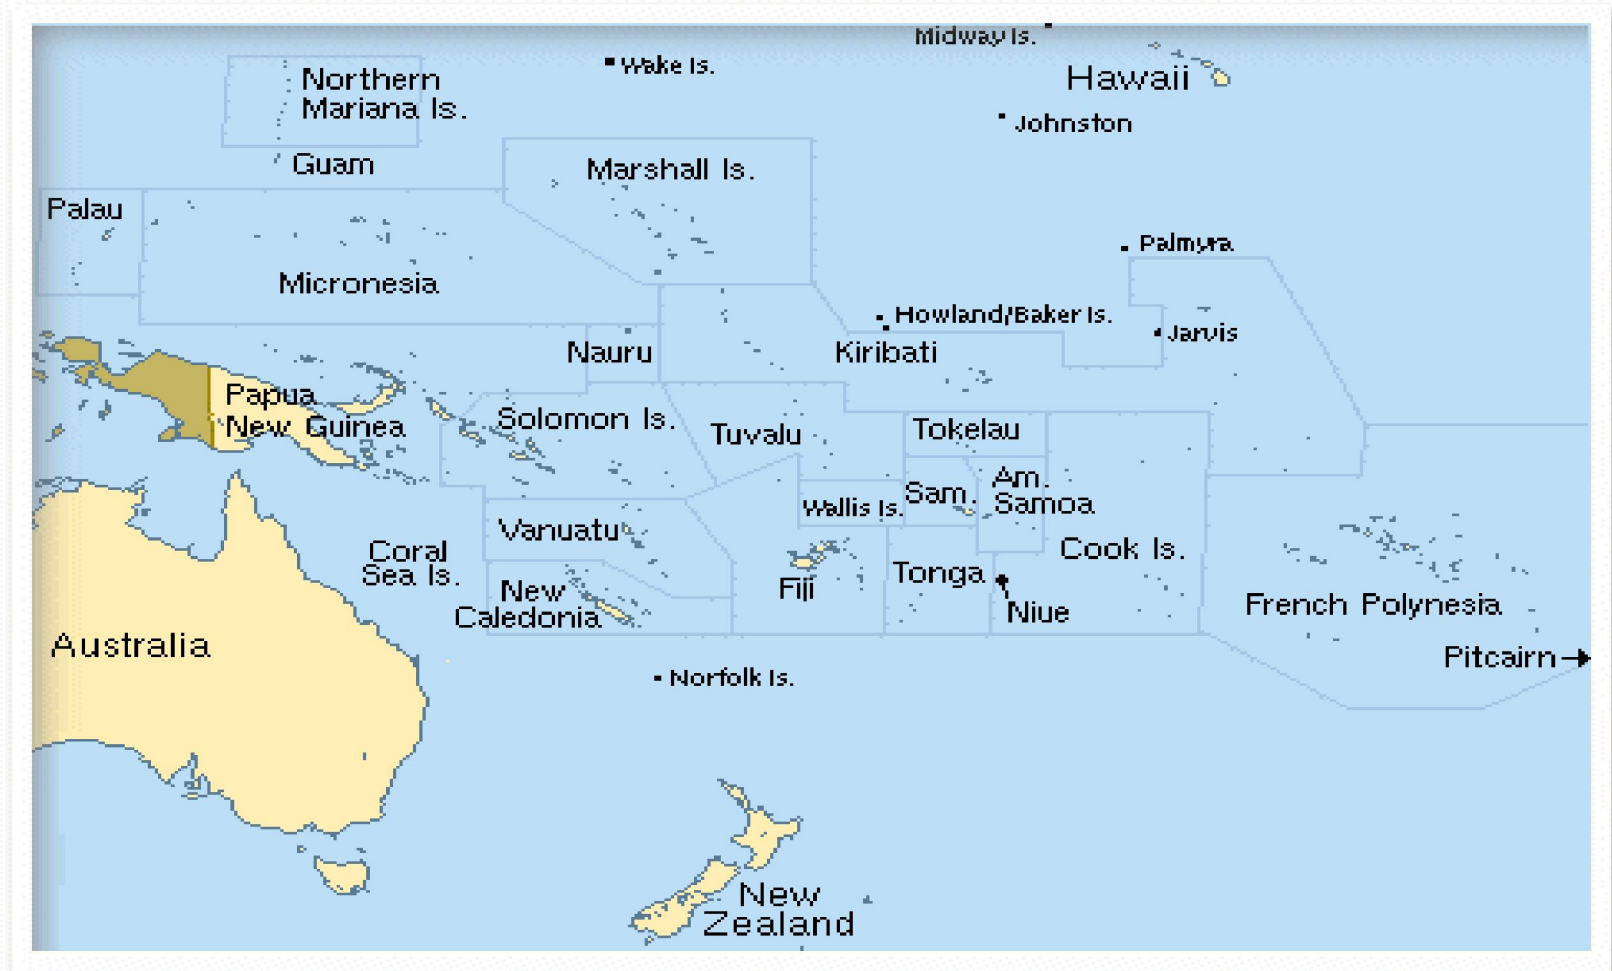 Midway Is.
Wake Is.
Hawaii
Northern
Mariana Is.
Johnston
Guam
Marshall Is.
Palau
Palmyra
Micronesia
Howland/Baker Is.
Jarvis
Nauru
Kiribati
Papua
New Guinea
Solomon Is.
Tuvalu
Tokelau
Am.
Samoa
Sam.
Wallis Is.
Vanuatu
Coral
Sea Is.
Cook Is.
Tonga
Fiji
New
Caledonia
Niue
French Polynesia
Australia
Pitcairn
Norfolk Is.
New
Zealand